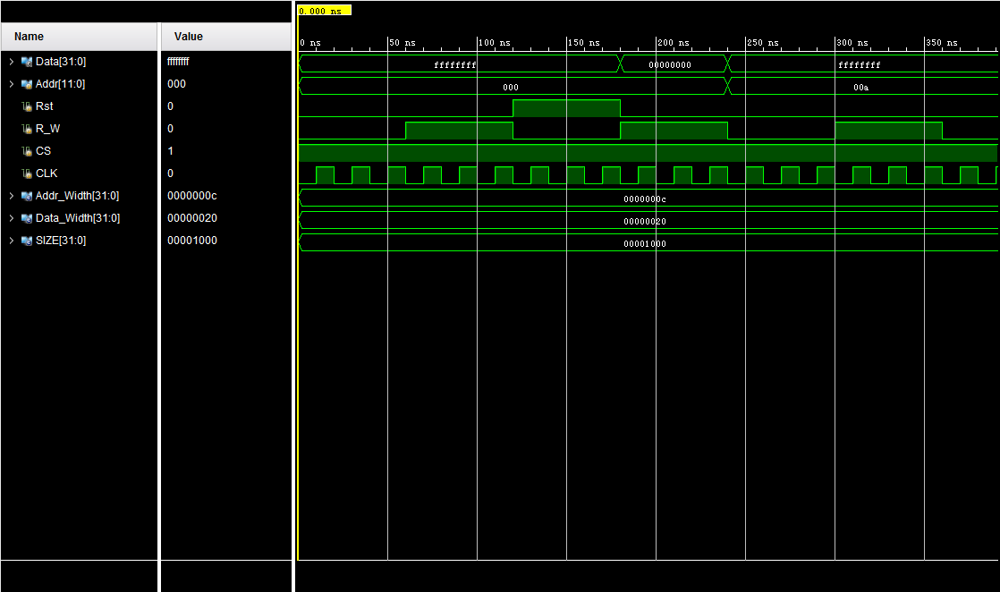 0.000 ns
Name Value
0 ns 50 ns 100 ns 150 ns 200 ns 250 ns 300 ns 350 ns
Data[31:0] ffffffff ffffffff 00000000 ffffffff
Addr[11:0] 000 000 00a
Rst 0
R_W 0
CS 1
CLK 0
Addr_Width[31:0] 0000000c 0000000c
Data_Width[31:0] 00000020 00000020
SIZE[31:0] 00001000 00001000